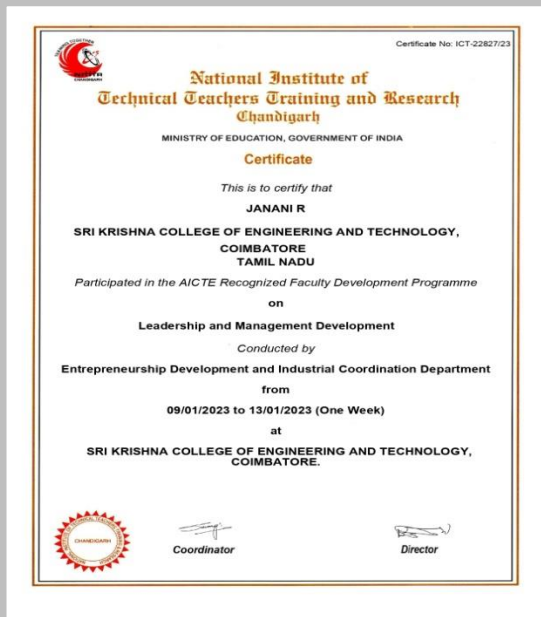 Certificate No: ICT-22827/23
National Institute of
Technical Teachers Training and Research
Chandigarh
MINISTRY OF EDUCATION, GOVERNMENT OF INDIA
Certificate
This is to certify that
JANANI R
SRI KRISHNA COLLEGE OF ENGINEERING AND TECHNOLOGY,
COIMBATORE
TAMIL NADU
Participated in the AICTE Recognized Faculty Development Programme
on
Leadership and Management Development
Conducted by
Entrepreneurship Development and Industrial Coordination Department
from
09/01/2023 to 13/01/2023 (One Week)
at
SRI KRISHNA COLLEGE OF ENGINEERING AND TECHNOLOGY,
COIMBATORE.
CHANDIGARH
Coordinator
Director